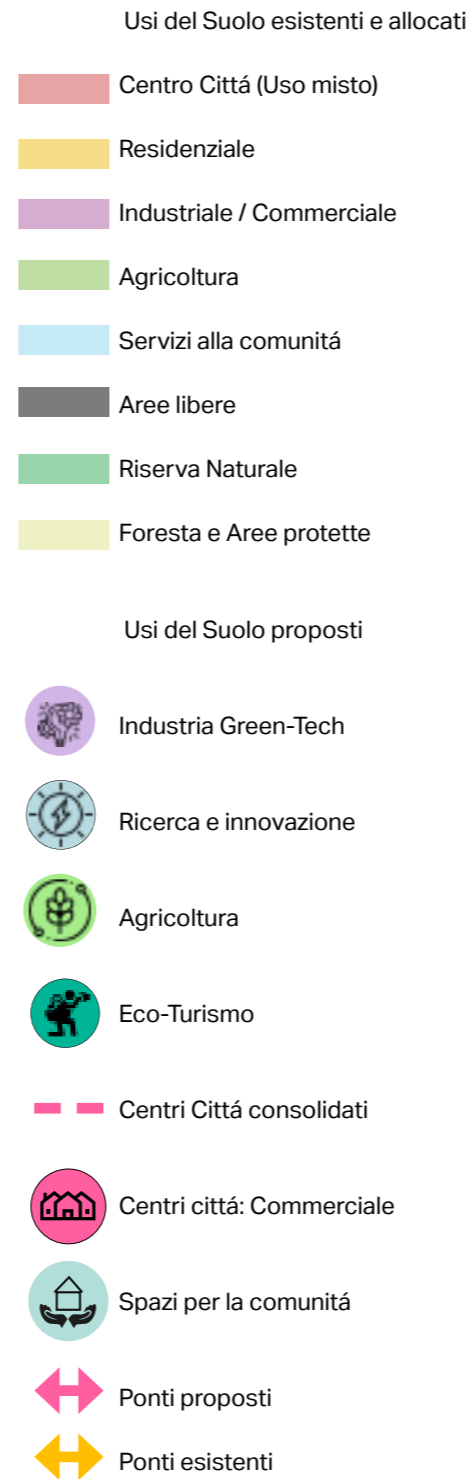 Usi del Suolo esistenti e allocati
Centro Cittá (Uso misto)
Residenziale
Industriale / Commerciale
Agricoltura
Servizi alla comunitá
Aree libere
Riserva Naturale
Foresta e Aree protette
Usi del Suolo proposti
Industria Green-Tech
Ricerca e innovazione
Agricoltura
Eco-Turismo
Centri Cittá consolidati
Centri cittá: Commerciale
Spazi per la comunitá
Ponti proposti
Ponti esistenti